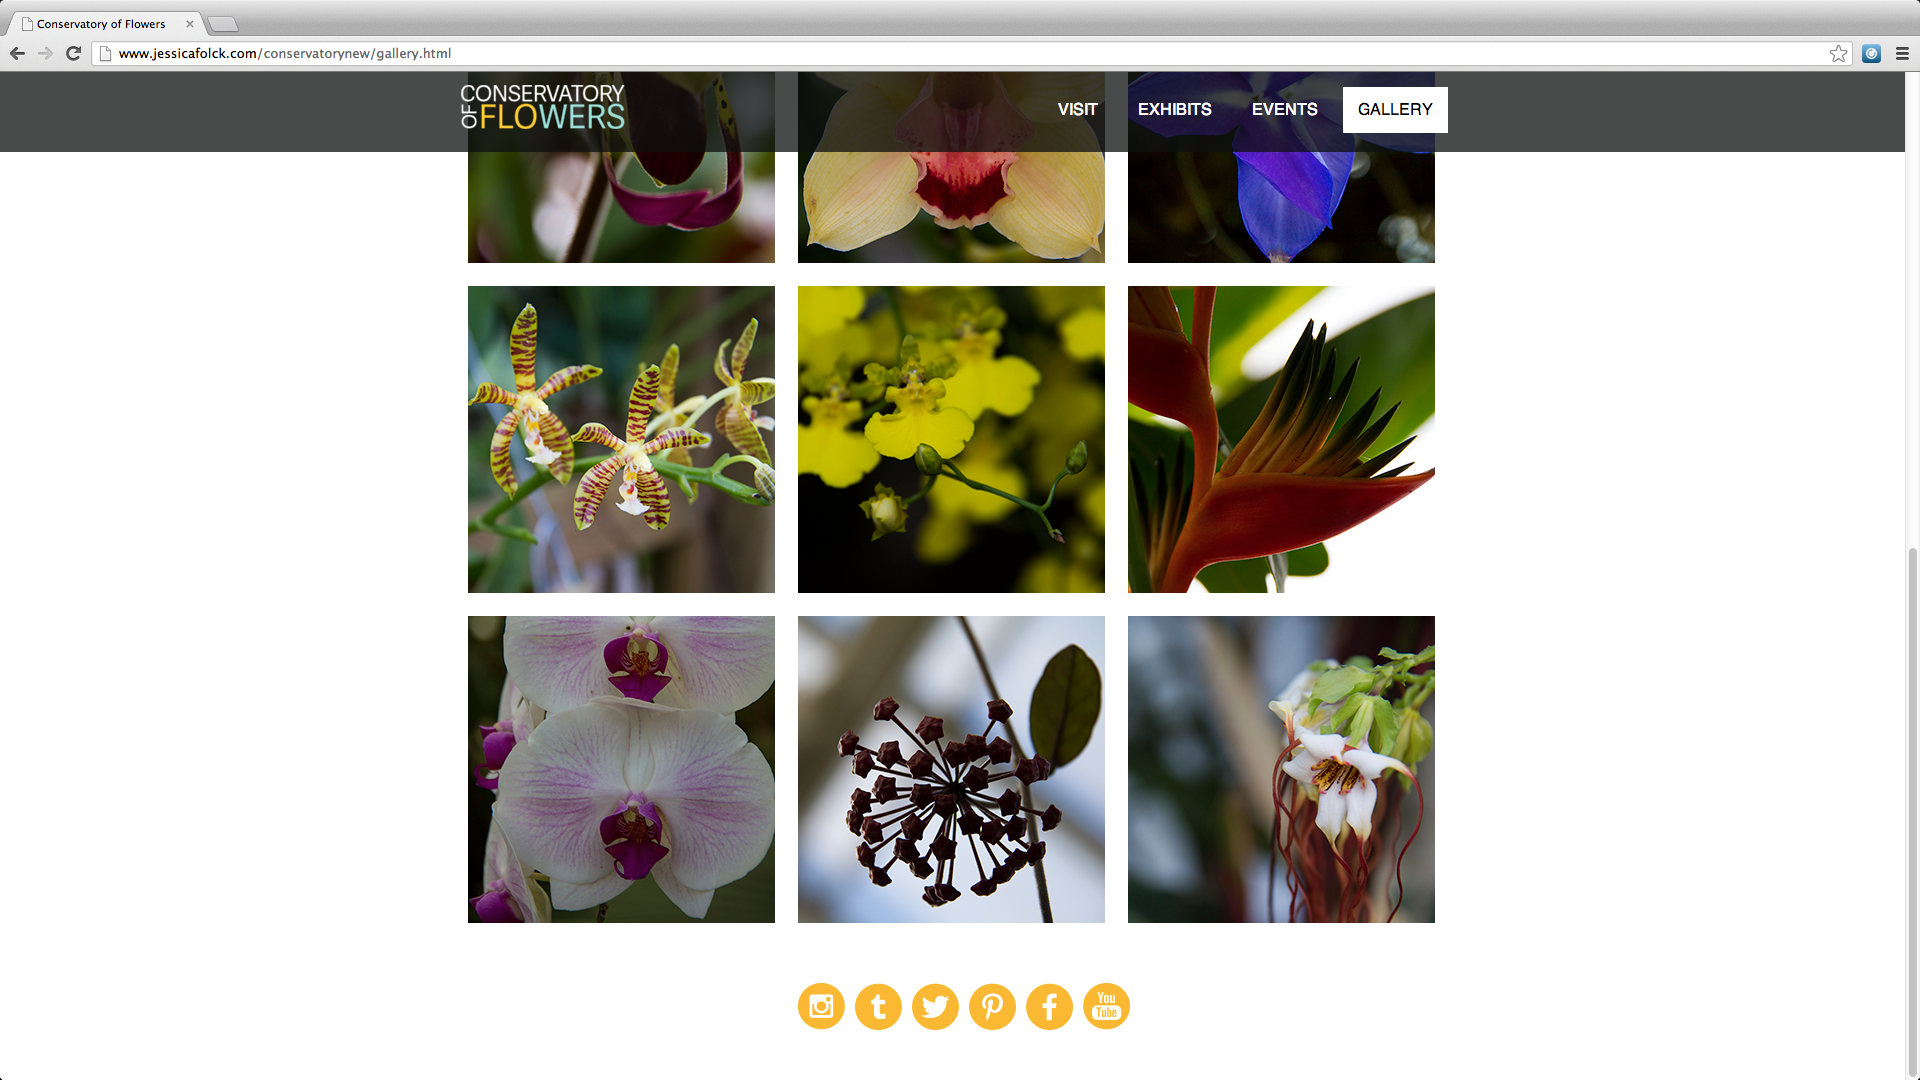 Conservatory of Flowers
www.jessicafolck.com/conservatorynew/gallery.html
CONSERVATORY
OF FLOWERS
VISIT EXHIBITS EVENTS GALLERY
You
Tube